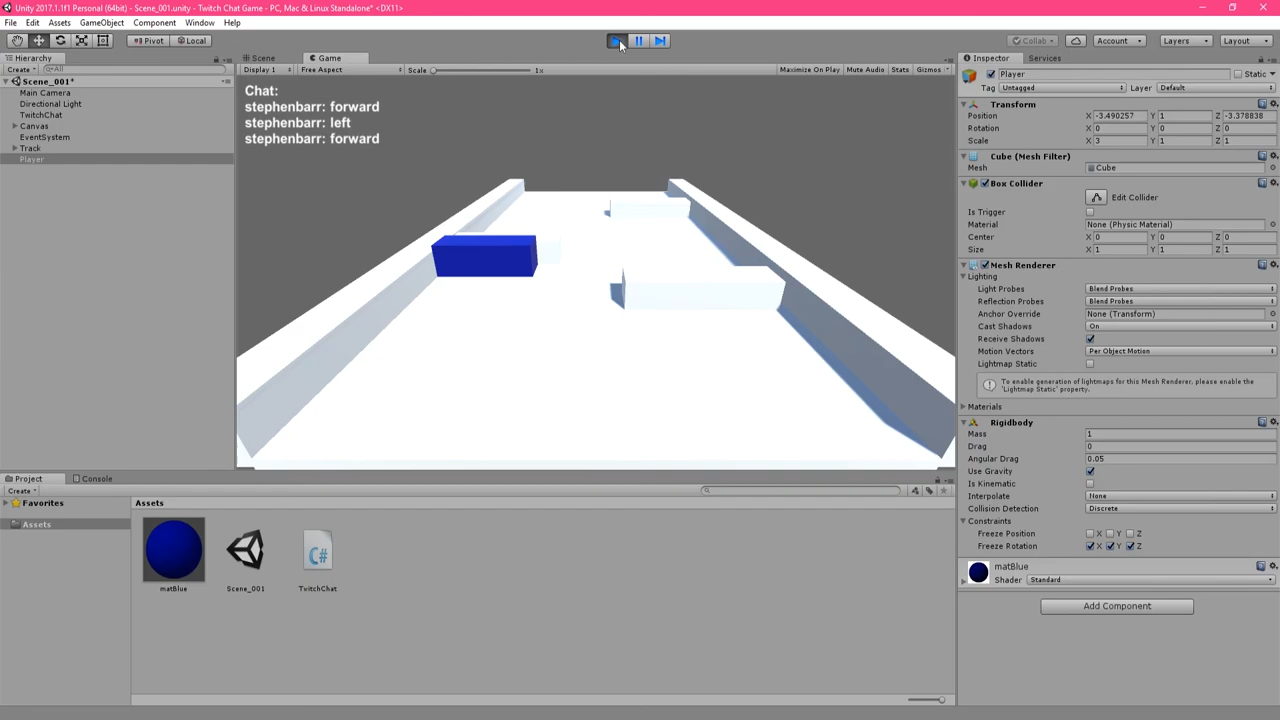 Unity 2017.1.1f1 Personal (64bit) - Scene_001.unity - Twitch Chat Game - PC, Mac & Linux Standalone* <DX11>
File Edit Assets GameObject Component Window Help
Pivot Local Collab Account Layers Layout
Hierarchy Scene Game Inspector Services
Create All Display 1 Free Aspect Scale 1x Maximize On Play Mute Audio Stats Gizmos
Scene_001*
Main Camera
Directional Light
TwitchChat
Canvas
EventSystem
Track
Player
Chat:
stephenbarr: forward
stephenbarr: left
stephenbarr: forward
Player Static
Tag Untagged Layer Default
Transform
Position X -3.490257 Y 1 Z -3.378838
Rotation X 0 Y 0 Z 0
Scale X 3 Y 1 Z 1
Cube (Mesh Filter)
Mesh Cube
Box Collider
Edit Collider
Is Trigger
Material None (Physic Material)
Center X 0 Y 0 Z 0
Size X 1 Y 1 Z 1
Mesh Renderer
Lighting
Light Probes Blend Probes
Reflection Probes Blend Probes
Anchor Override None (Transform)
Cast Shadows On
Receive Shadows
Motion Vectors Per Object Motion
Lightmap Static
To enable generation of lightmaps for this Mesh Renderer, please enable the
'Lightmap Static' property.
Materials
Rigidbody
Mass 1
Drag 0
Angular Drag 0.05
Use Gravity
Is Kinematic
Interpolate None
Collision Detection Discrete
Constraints
Freeze Position X Y Z
Freeze Rotation X Y Z
matBlue
Shader Standard
Add Component
Project Console
Create
Favorites
Assets
Assets
C#
matBlue Scene_001 TwitchChat